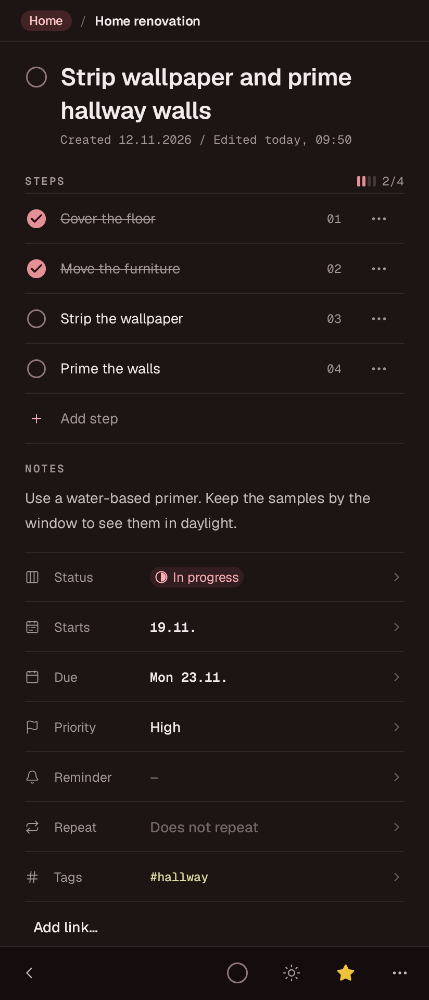 Home / Home renovation
Strip wallpaper and prime
hallway walls
Created 12.11.2026 / Edited today, 09:50
STEPS 2/4
Cover the floor 01
Move the furniture 02
Strip the wallpaper 03
Prime the walls 04
+ Add step
NOTES
Use a water-based primer. Keep the samples by the
window to see them in daylight.
Status In progress
Starts 19.11.
Due Mon 23.11.
Priority High
Reminder –
Repeat Does not repeat
Tags #hallway
Add link...